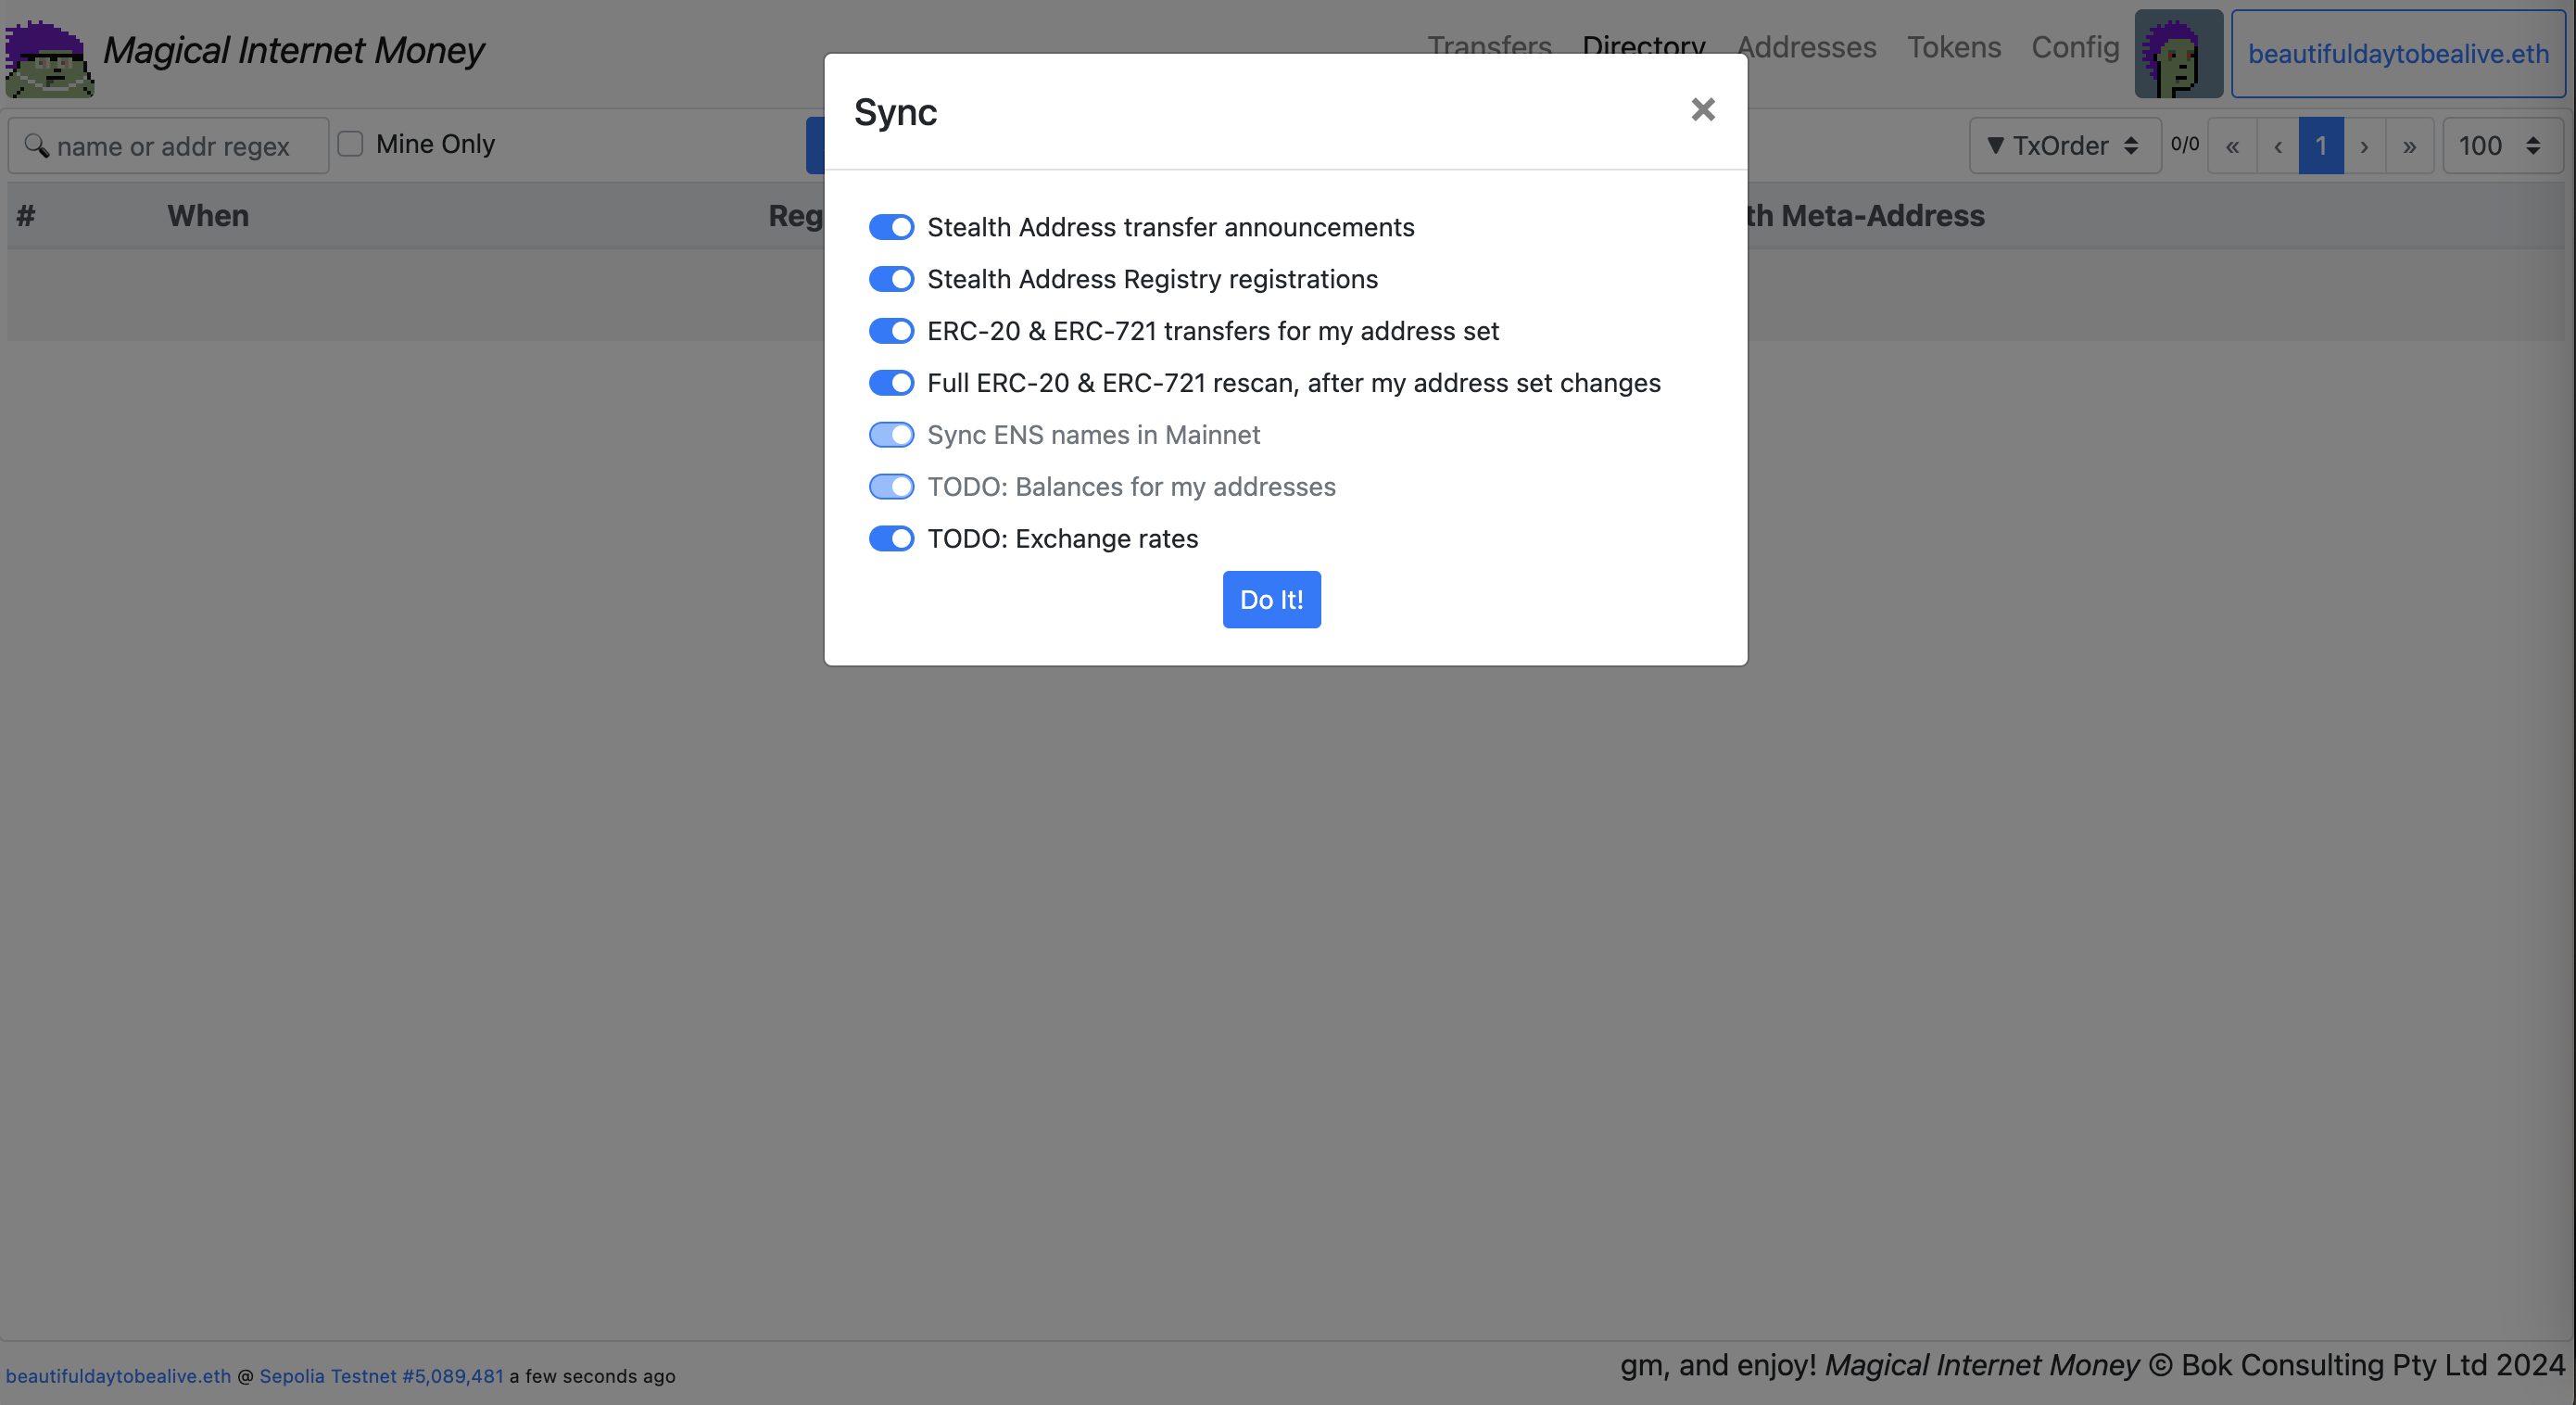 Magical Internet Money
Transfers Directory Addresses Tokens Config beautifuldaytobealive.eth
name or addr regex Mine Only
TxOrder 0/0 « ‹ 1 › » 100
# When Reg th Meta-Address
Sync ×
Stealth Address transfer announcements
Stealth Address Registry registrations
ERC-20 & ERC-721 transfers for my address set
Full ERC-20 & ERC-721 rescan, after my address set changes
Sync ENS names in Mainnet
TODO: Balances for my addresses
TODO: Exchange rates
Do It!
beautifuldaytobealive.eth @ Sepolia Testnet #5,089,481 a few seconds ago
gm, and enjoy! Magical Internet Money © Bok Consulting Pty Ltd 2024